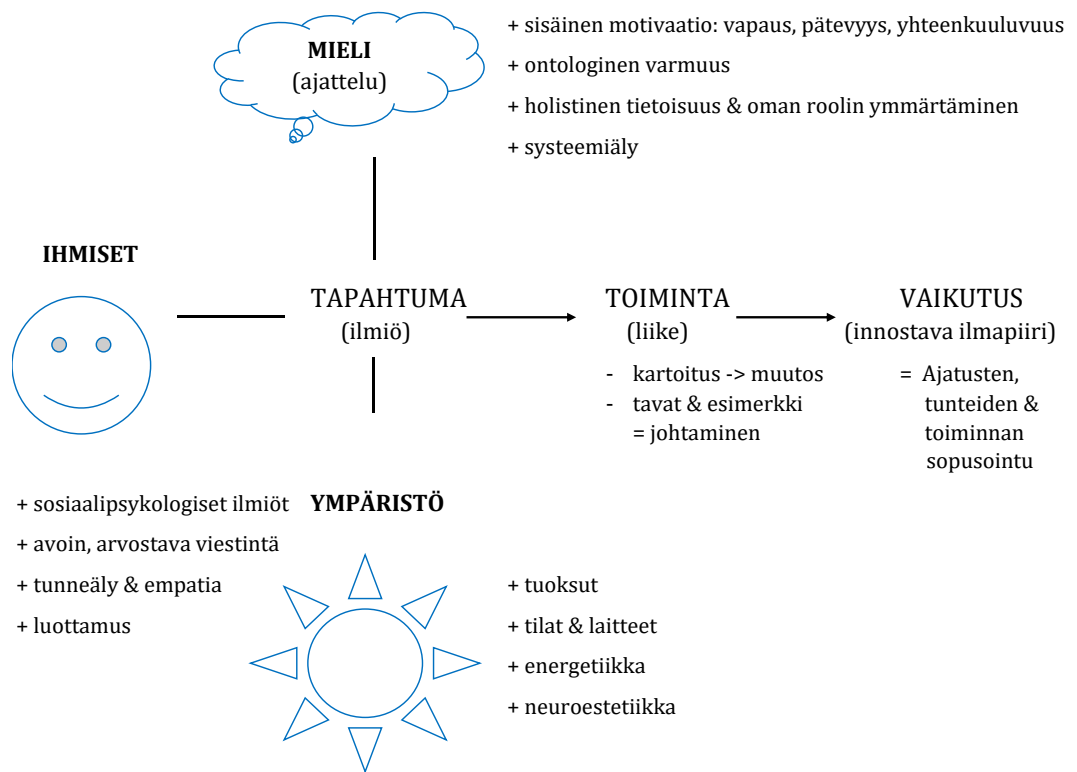 MIELI
(ajattelu)
+ sisäinen motivaatio: vapaus, pätevyys, yhteenkuuluvuus
+ ontologinen varmuus
+ holistinen tietoisuus & oman roolin ymmärtäminen
+ systeemiäly
IHMISET
TAPAHTUMA
(ilmiö)
TOIMINTA
(liike)
- kartoitus -> muutos
- tavat & esimerkki
= johtaminen
VAIKUTUS
(innostava ilmapiiri)
= Ajatusten,
tunteiden &
toiminnan
sopusointu
+ sosiaalipsykologiset ilmiöt
+ avoin, arvostava viestintä
+ tunneäly & empatia
+ luottamus
YMPÄRISTÖ
+ tuoksut
+ tilat & laitteet
+ energetiikka
+ neuroestetiikka